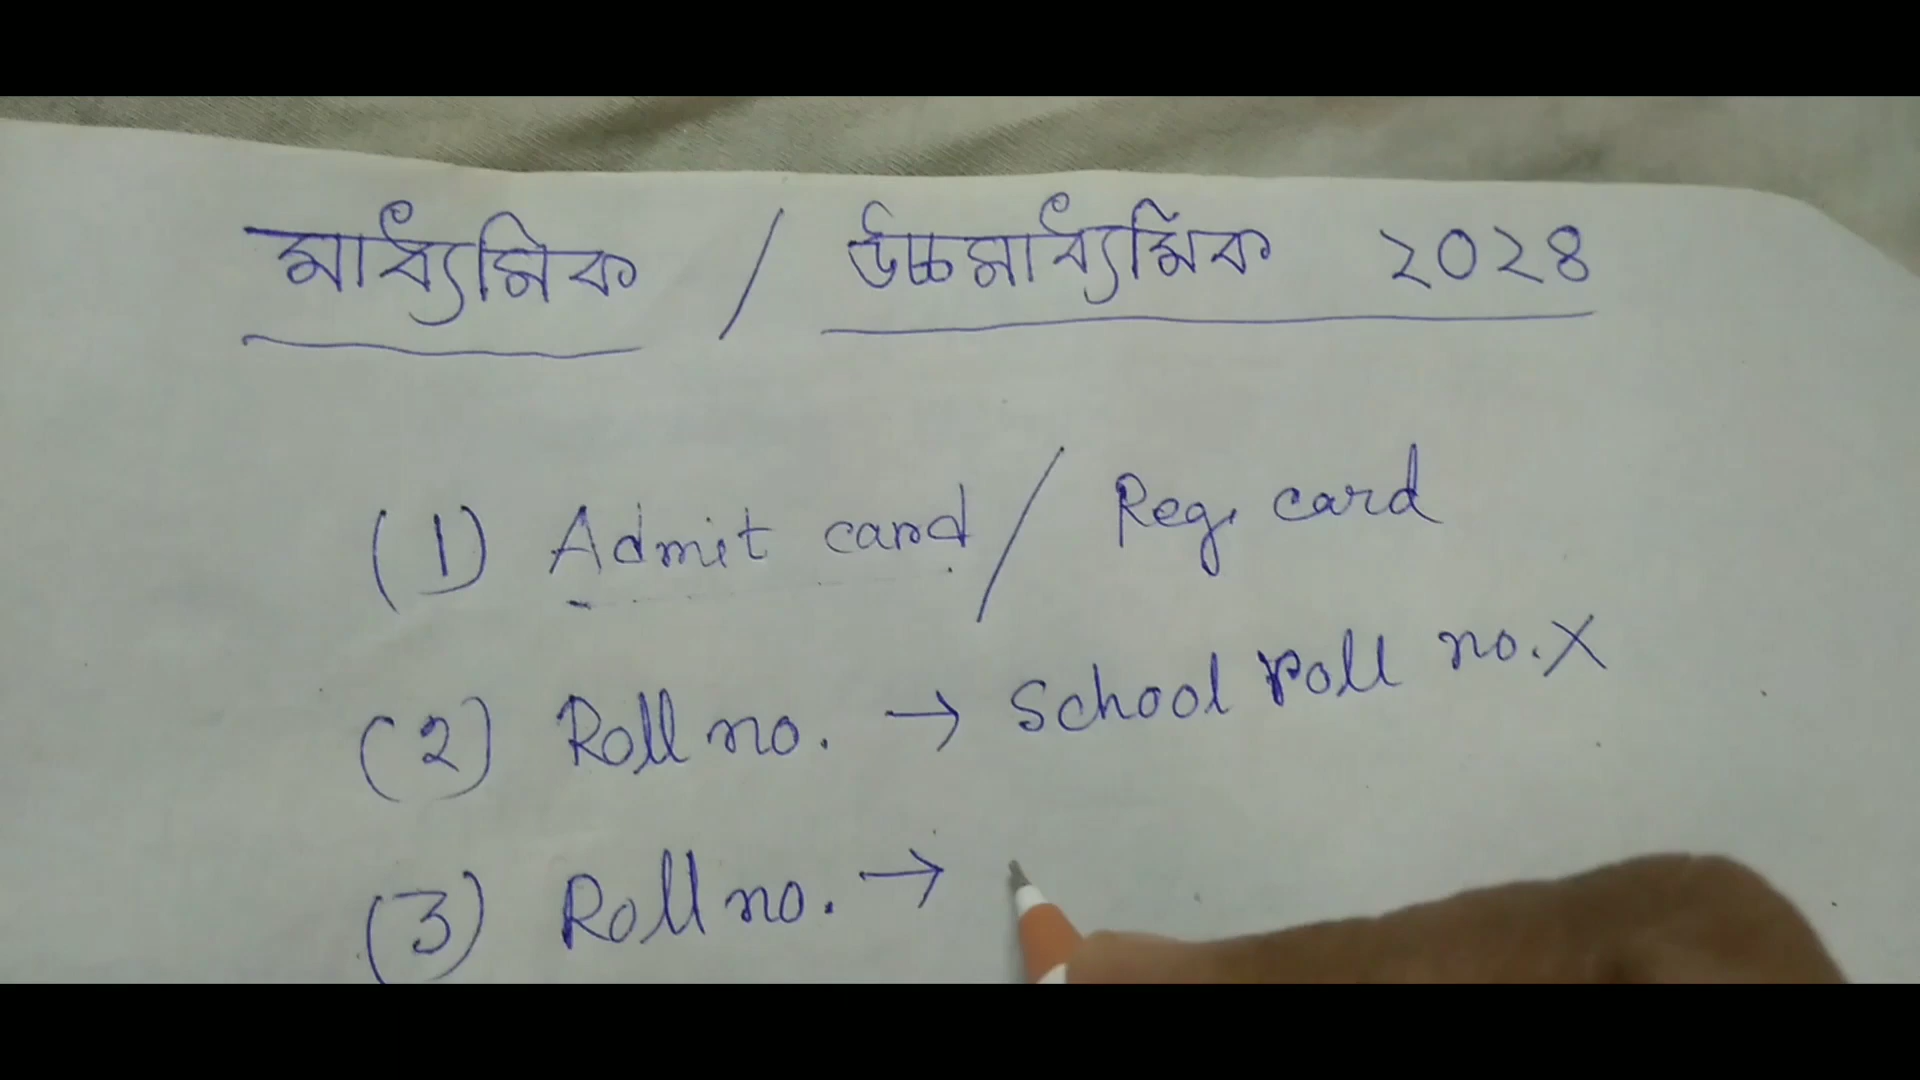 মাধ্যমিক / উচ্চমাধ্যমিক ২০২৪
(1) Admit card / Reg. card
(2) Roll no. → School roll no. X
(3) Roll no. →